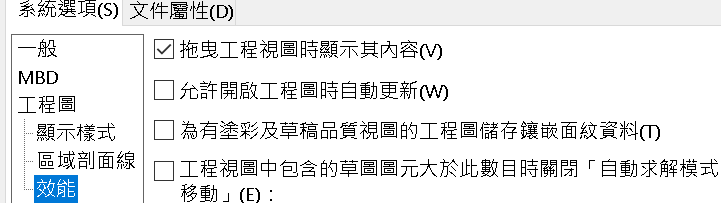 系統選項(S) 文件屬性(D)
一般
MBD
工程圖
顯示樣式
區域剖面線
效能
拖曳工程視圖時顯示其內容(V)
允許開啟工程圖時自動更新(W)
為有塗彩及草稿品質視圖的工程圖儲存鑲嵌面紋資料(T)
工程視圖中包含的草圖圖元大於此數目時關閉「自動求解模式
移動」(E)：